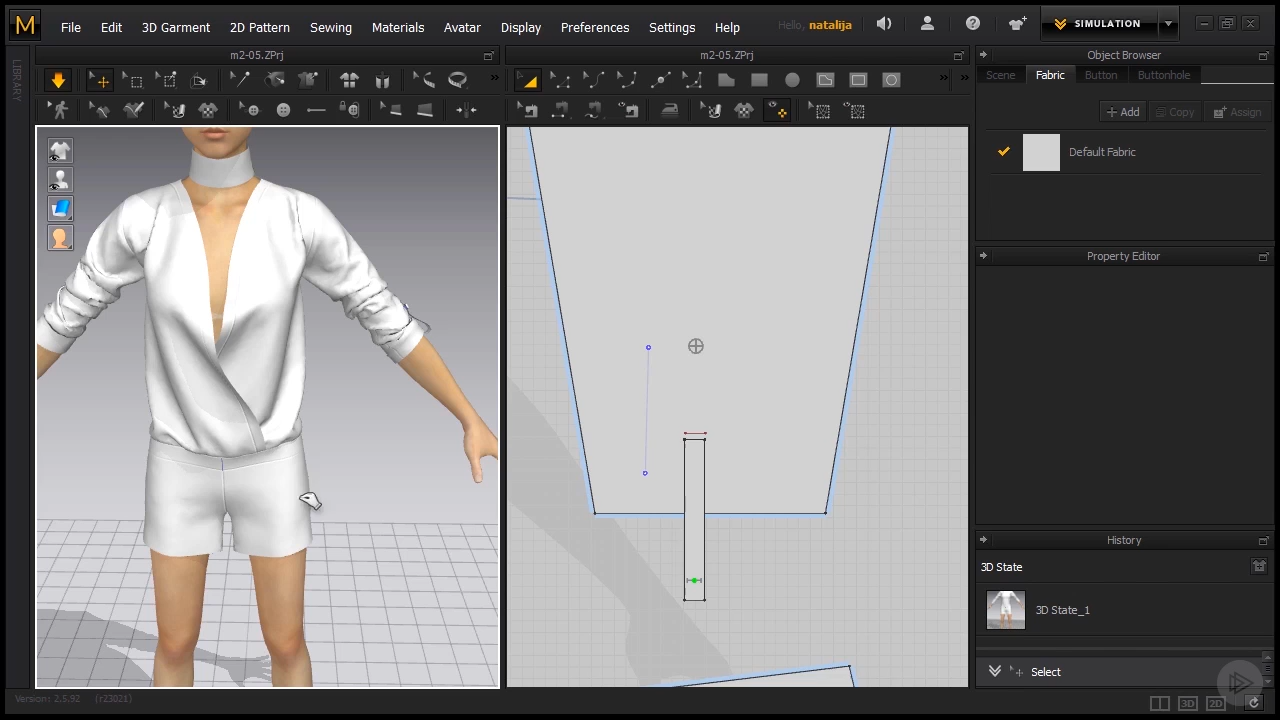 M File Edit 3D Garment 2D Pattern Sewing Materials Avatar Display Preferences Settings Help Hello, natalija SIMULATION
LIBRARY
m2-05.ZPrj
m2-05.ZPrj
Object Browser
Scene Fabric Button Buttonhole
Add Copy Assign
Default Fabric
Property Editor
History
3D State
3D State_1
Select
Version: 2.5.92 (r23021)
3D 2D